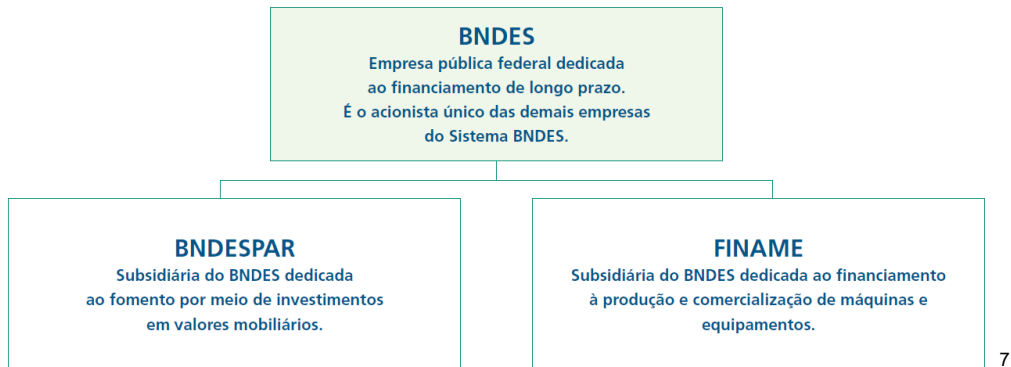 BNDES
Empresa pública federal dedicada
ao financiamento de longo prazo.
É o acionista único das demais empresas
do Sistema BNDES.
BNDESPAR
Subsidiária do BNDES dedicada
ao fomento por meio de investimentos
em valores mobiliários.
FINAME
Subsidiária do BNDES dedicada ao financiamento
à produção e comercialização de máquinas e
equipamentos.
7